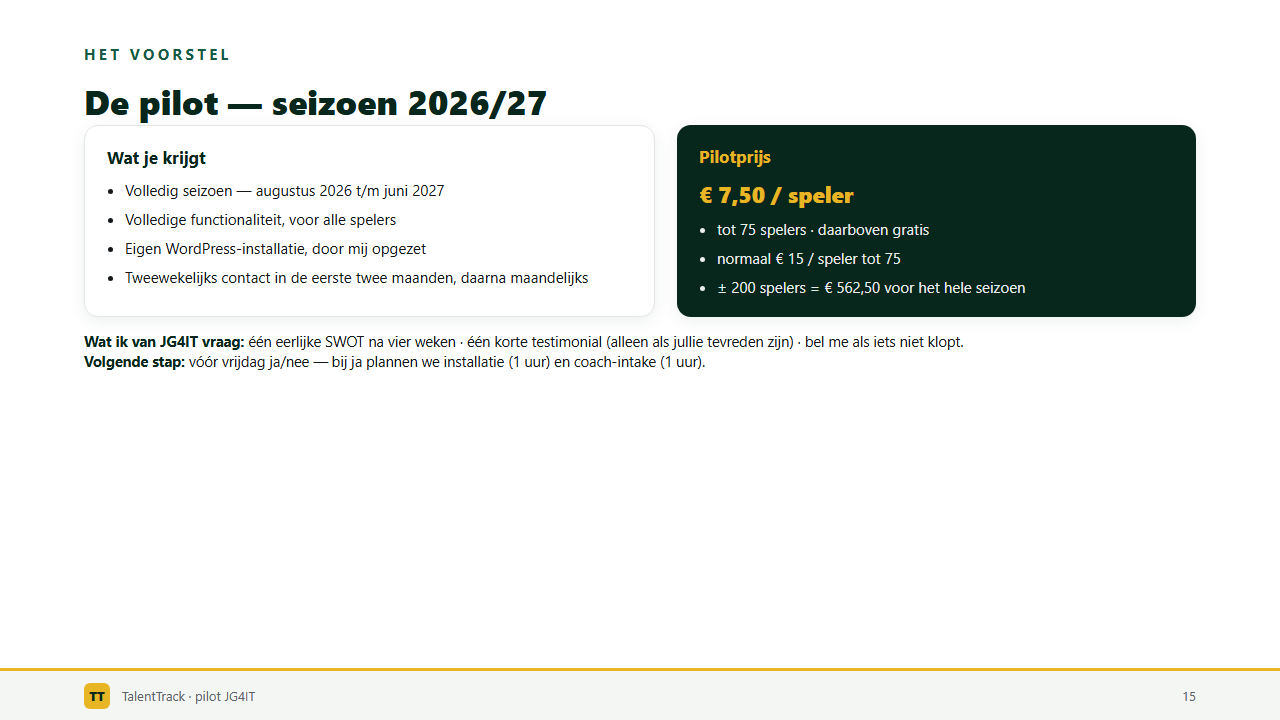 HET VOORSTEL
De pilot — seizoen 2026/27
Wat je krijgt
• Volledig seizoen — augustus 2026 t/m juni 2027
• Volledige functionaliteit, voor alle spelers
• Eigen WordPress-installatie, door mij opgezet
• Tweewekelijks contact in de eerste twee maanden, daarna maandelijks
Pilotprijs
€ 7,50 / speler
• tot 75 spelers · daarboven gratis
• normaal € 15 / speler tot 75
• ± 200 spelers = € 562,50 voor het hele seizoen
Wat ik van JG4IT vraag: één eerlijke SWOT na vier weken · één korte testimonial (alleen als jullie tevreden zijn) · bel me als iets niet klopt.
Volgende stap: vóór vrijdag ja/nee — bij ja plannen we installatie (1 uur) en coach-intake (1 uur).
TT TalentTrack · pilot JG4IT
15